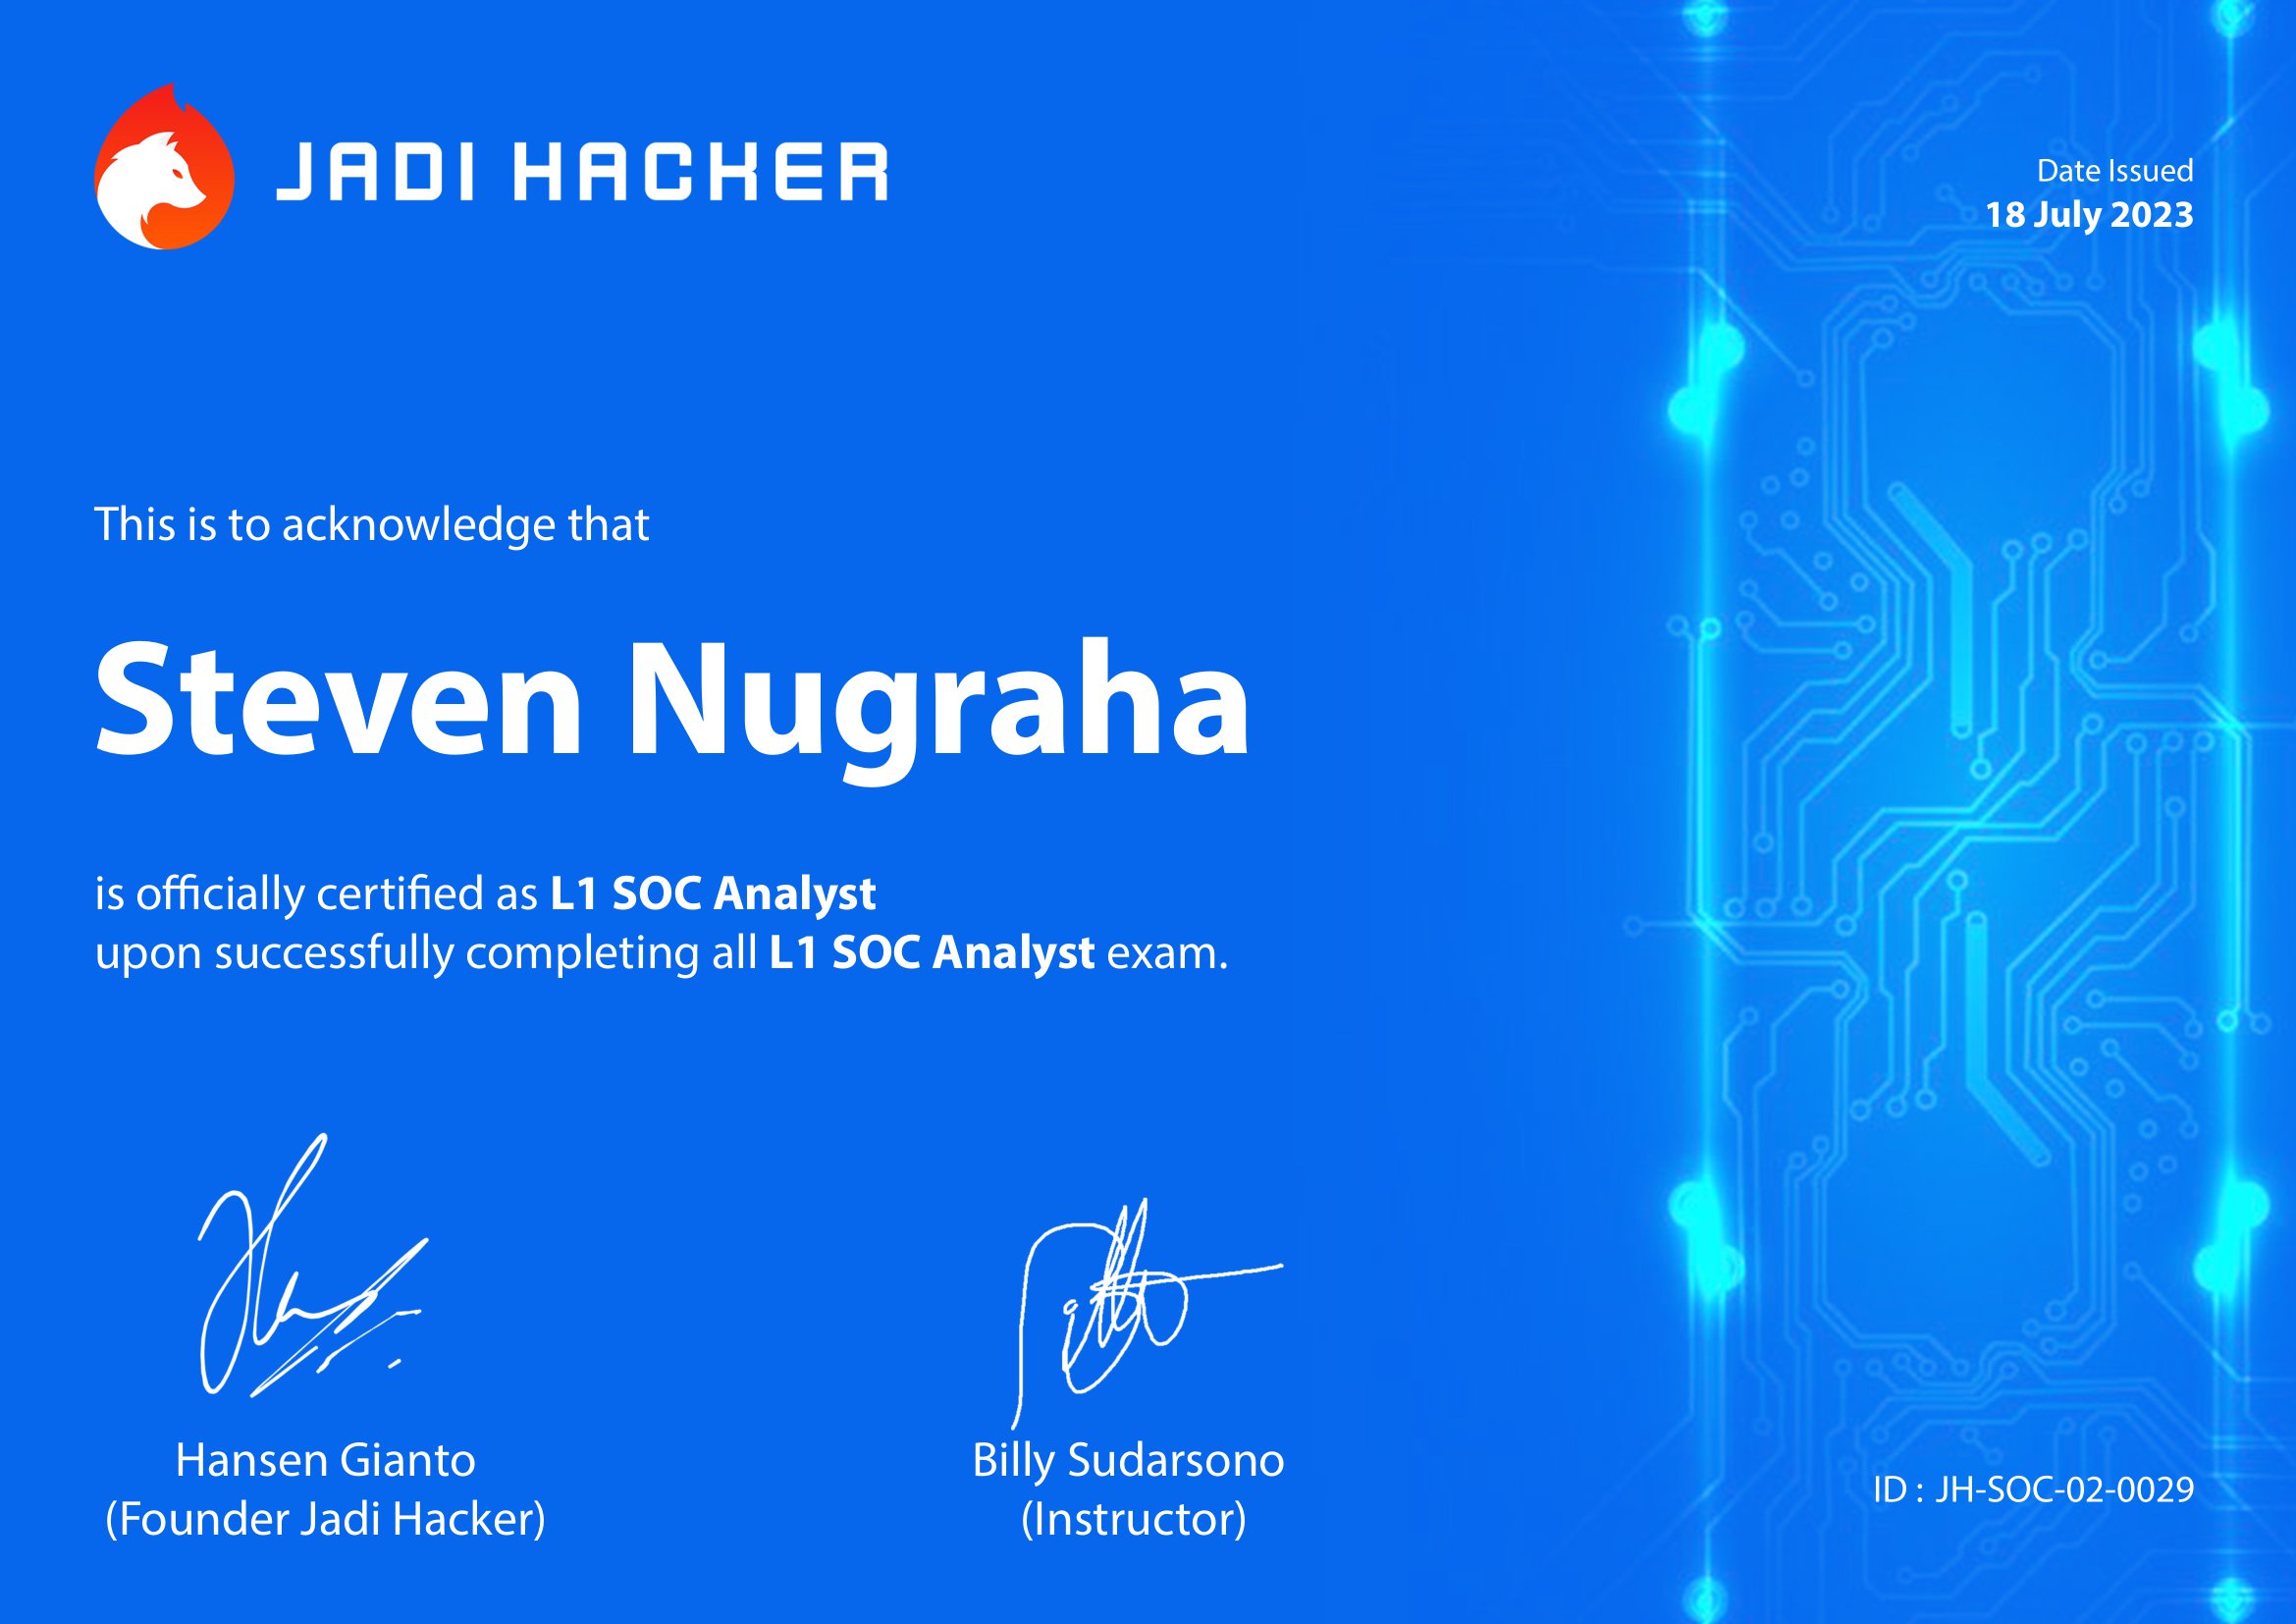 JADI HACKER
Date Issued
18 July 2023
This is to acknowledge that
Steven Nugraha
is officially certified as L1 SOC Analyst
upon successfully completing all L1 SOC Analyst exam.
Hansen Gianto
(Founder Jadi Hacker)
Billy Sudarsono
(Instructor)
ID : JH-SOC-02-0029